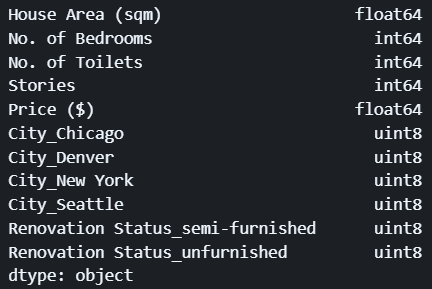 House Area (sqm) float64
No. of Bedrooms int64
No. of Toilets int64
Stories int64
Price ($) float64
City_Chicago uint8
City_Denver uint8
City_New York uint8
City_Seattle uint8
Renovation Status_semi-furnished uint8
Renovation Status_unfurnished uint8
dtype: object